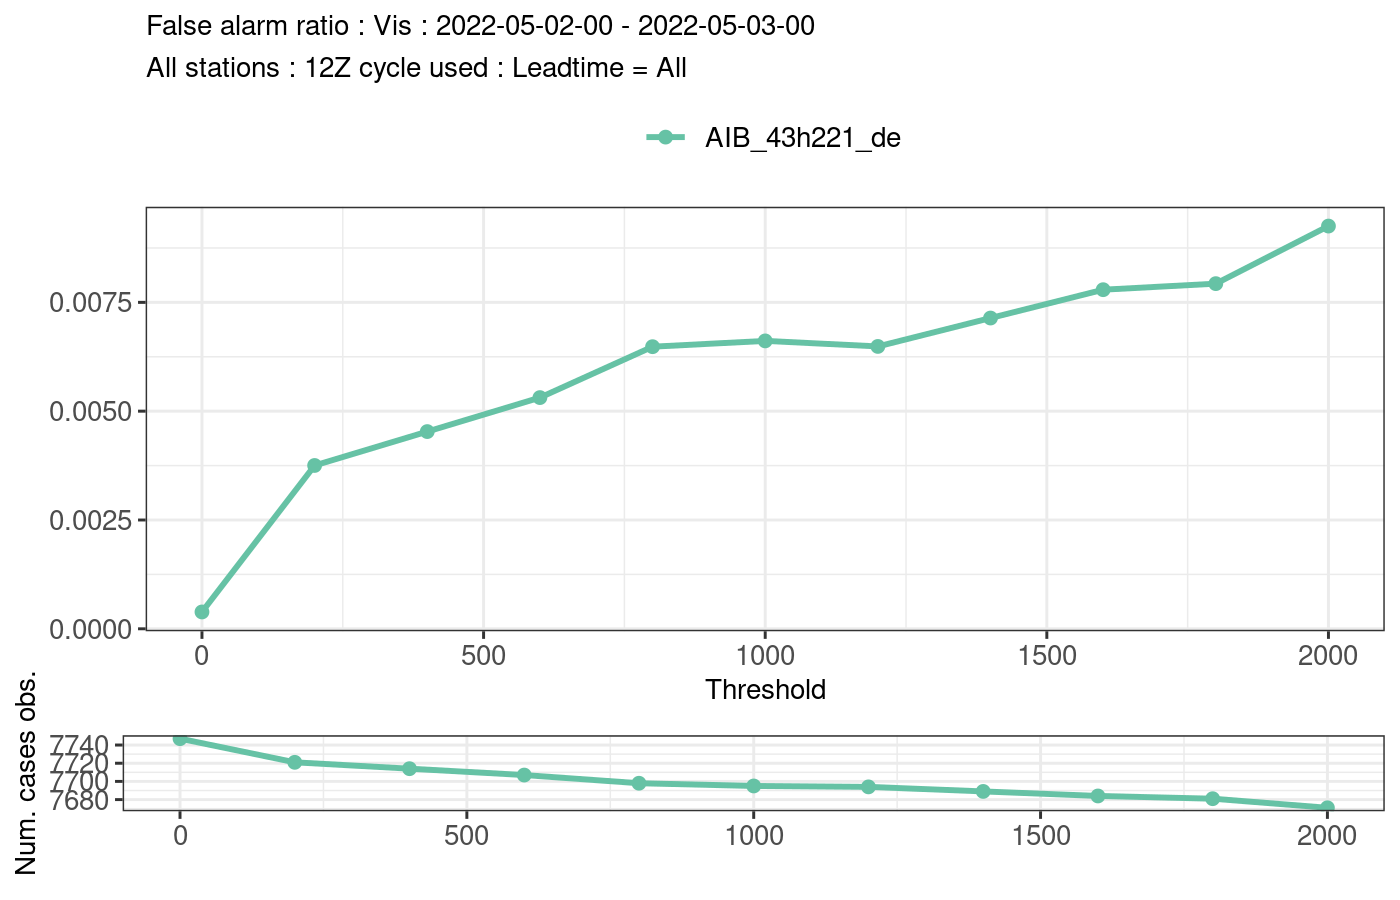 False alarm ratio : Vis : 2022-05-02-00 - 2022-05-03-00
All stations : 12Z cycle used : Leadtime = All
AIB_43h221_de
0.0075
0.0050
0.0025
0.0000
0 500 1000 1500 2000
Threshold
Num. cases obs.
7740
7720
7700
7680
0 500 1000 1500 2000